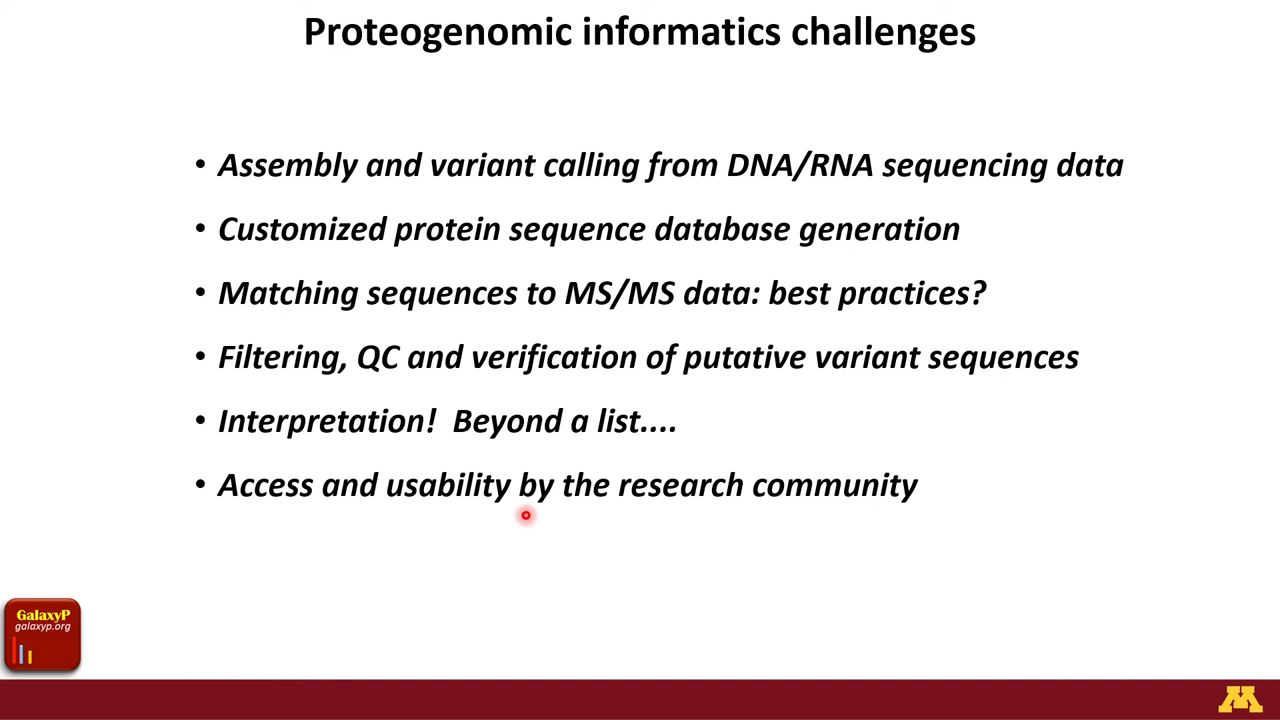 Proteogenomic informatics challenges
• Assembly and variant calling from DNA/RNA sequencing data
• Customized protein sequence database generation
• Matching sequences to MS/MS data: best practices?
• Filtering, QC and verification of putative variant sequences
• Interpretation!  Beyond a list....
• Access and usability by the research community
GalaxyP
galaxyp.org
M